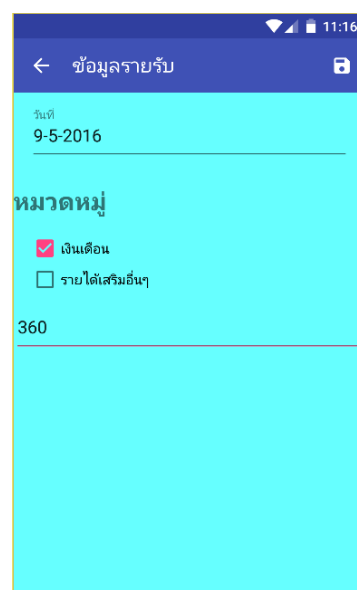 11:16
ข้อมูลรายรับ
วันที่
9-5-2016
หมวดหมู่
เงินเดือน
รายได้เสริมอื่นๆ
360